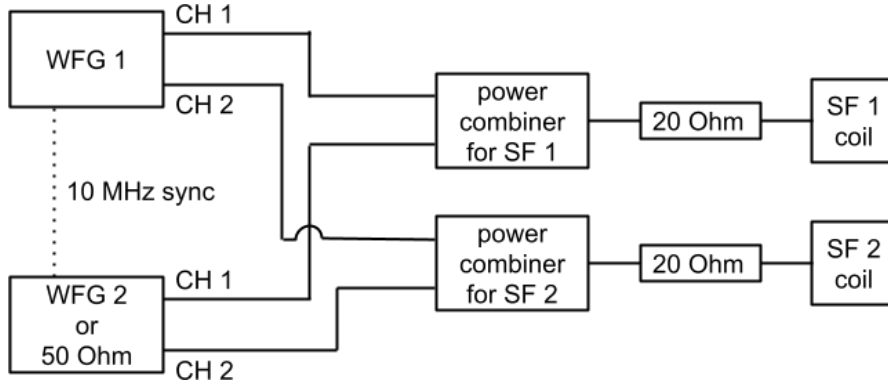 CH 1
WFG 1
CH 2
10 MHz sync
WFG 2
or
50 Ohm
CH 1
CH 2
power
combiner
for SF 1
20 Ohm
SF 1
coil
power
combiner
for SF 2
20 Ohm
SF 2
coil